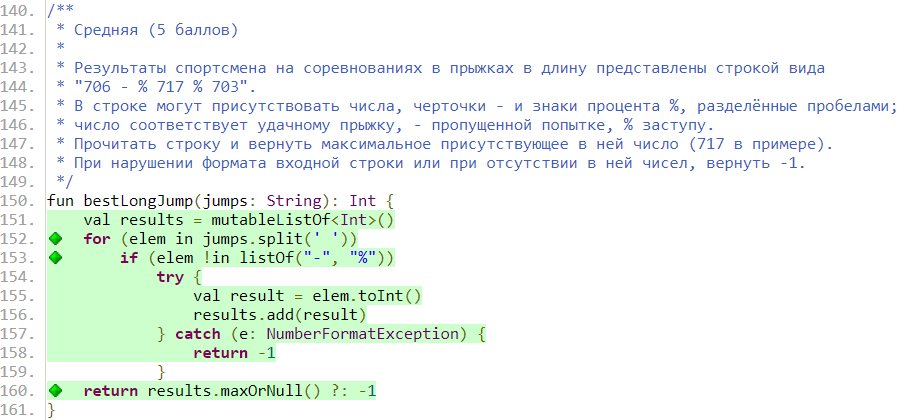 140. /**
141.  * Средняя (5 баллов)
142.  *
143.  * Результаты спортсмена на соревнованиях в прыжках в длину представлены строкой вида
144.  * "706 - % 717 % 703".
145.  * В строке могут присутствовать числа, черточки - и знаки процента %, разделённые пробелами;
146.  * число соответствует удачному прыжку, - пропущенной попытке, % заступу.
147.  * Прочитать строку и вернуть максимальное присутствующее в ней число (717 в примере).
148.  * При нарушении формата входной строки или при отсутствии в ней чисел, вернуть -1.
149.  */
150. fun bestLongJump(jumps: String): Int {
151.     val results = mutableListOf<Int>()
152.     for (elem in jumps.split(' '))
153.         if (elem !in listOf("-", "%"))
154.             try {
155.                 val result = elem.toInt()
156.                 results.add(result)
157.             } catch (e: NumberFormatException) {
158.                 return -1
159.             }
160.     return results.maxOrNull() ?: -1
161. }